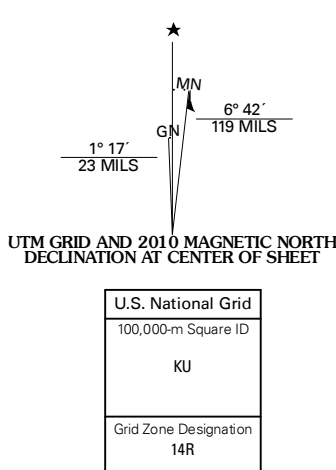 ★
MN
GN
6° 42´
119 MILS
1° 17´
23 MILS
UTM GRID AND 2010 MAGNETIC NORTH
DECLINATION AT CENTER OF SHEET
U.S. National Grid
100,000-m Square ID
KU
Grid Zone Designation
14R